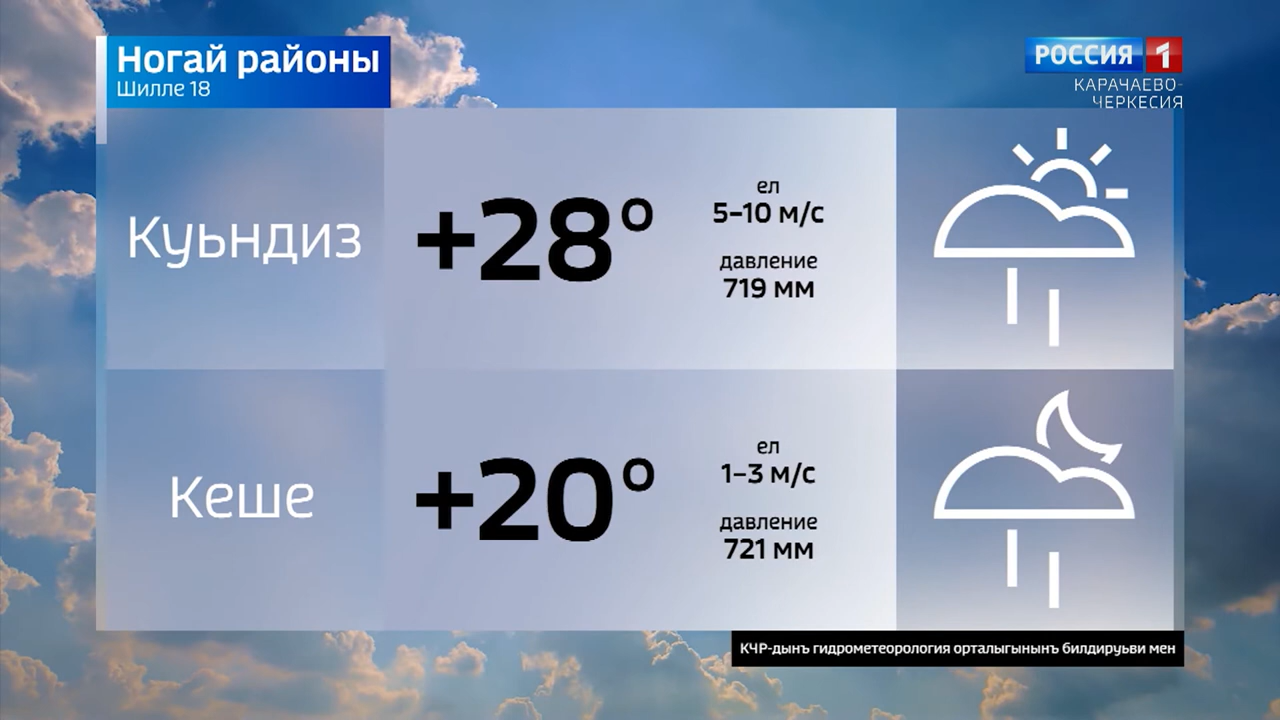 Ногай районы
Шилле 18
РОССИЯ 1
КАРАЧАЕВО-
ЧЕРКЕСИЯ
Куьндиз
+28°
ел
5-10 м/с
давление
719 мм
Кеше
+20°
ел
1-3 м/с
давление
721 мм
КЧР-дынъ гидрометеорология орталыгынынъ билдируьви мен